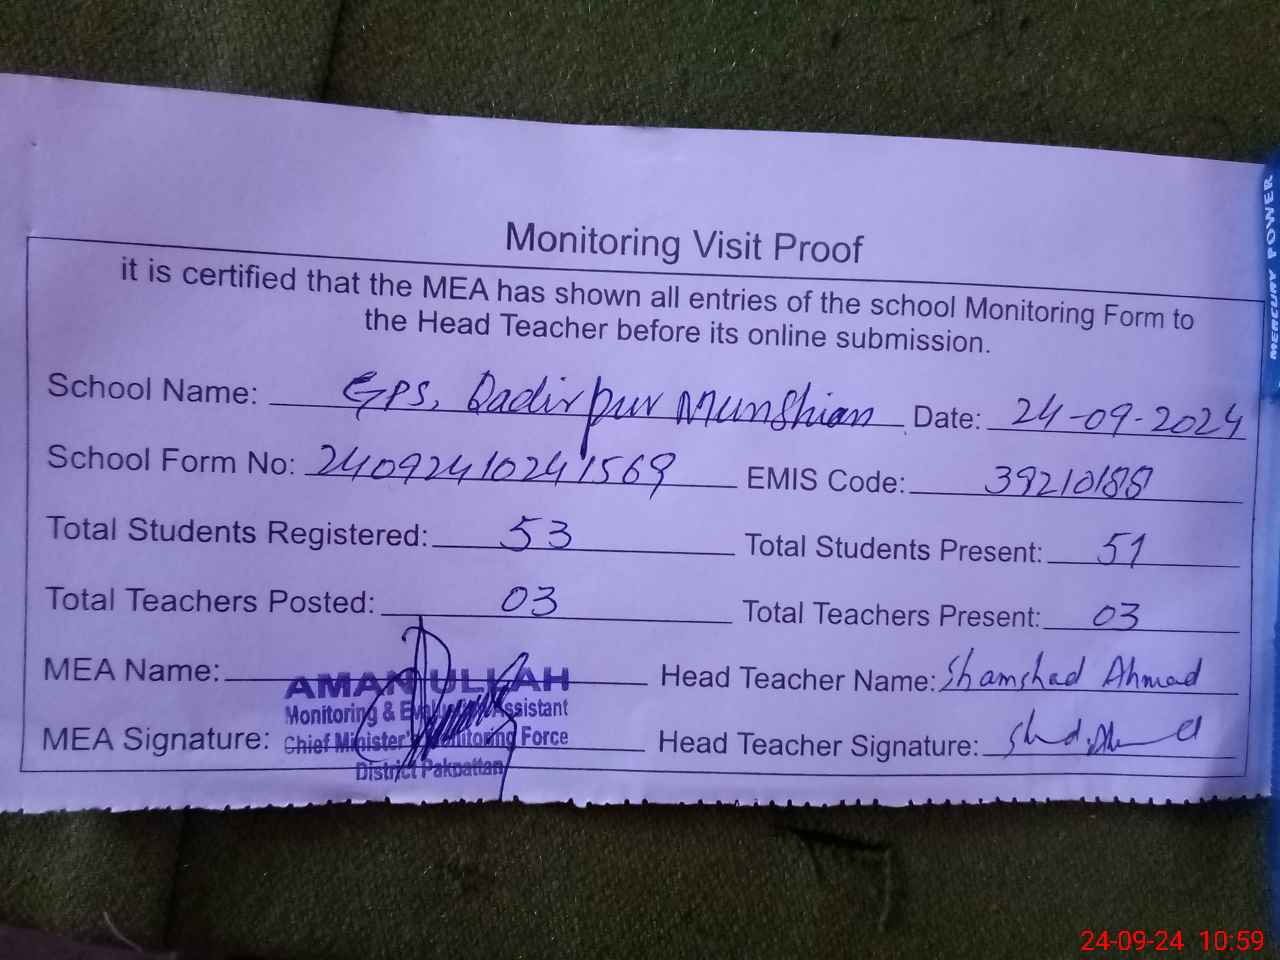 Monitoring Visit Proof
it is certified that the MEA has shown all entries of the school Monitoring Form to
the Head Teacher before its online submission.
School Name: GPS, Qadirpur Munshian Date: 24-09-2024
School Form No: 24092410241569 EMIS Code: 39210188
Total Students Registered: 53 Total Students Present: 51
Total Teachers Posted: 03 Total Teachers Present: 03
MEA Name: AMAN ULLAH Head Teacher Name: Shamshad Ahmad
Monitoring & Evaluation Assistant
MEA Signature: Chief Minister's Monitoring Force Head Teacher Signature:
District Pakpattan
MERCURY POWER
24-09-24 10:59